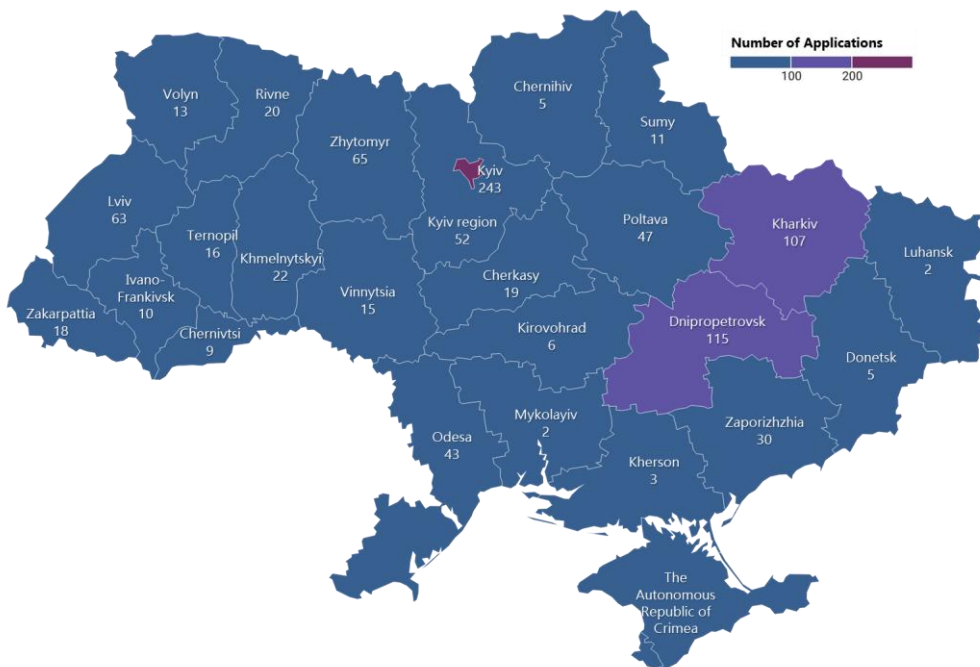 Number of Applications
100 200
Volyn
13
Rivne
20
Zhytomyr
65
Chernihiv
5
Sumy
11
Kyiv
243
Kyiv region
52
Lviv
63
Ternopil
16
Khmelnytskyi
22
Ivano-
Frankivsk
10
Zakarpattia
18
Chernivtsi
9
Vinnytsia
15
Cherkasy
19
Poltava
47
Kharkiv
107
Luhansk
2
Kirovohrad
6
Dnipropetrovsk
115
Donetsk
5
Odesa
43
Mykolayiv
2
Zaporizhzhia
30
Kherson
3
The
Autonomous
Republic of
Crimea